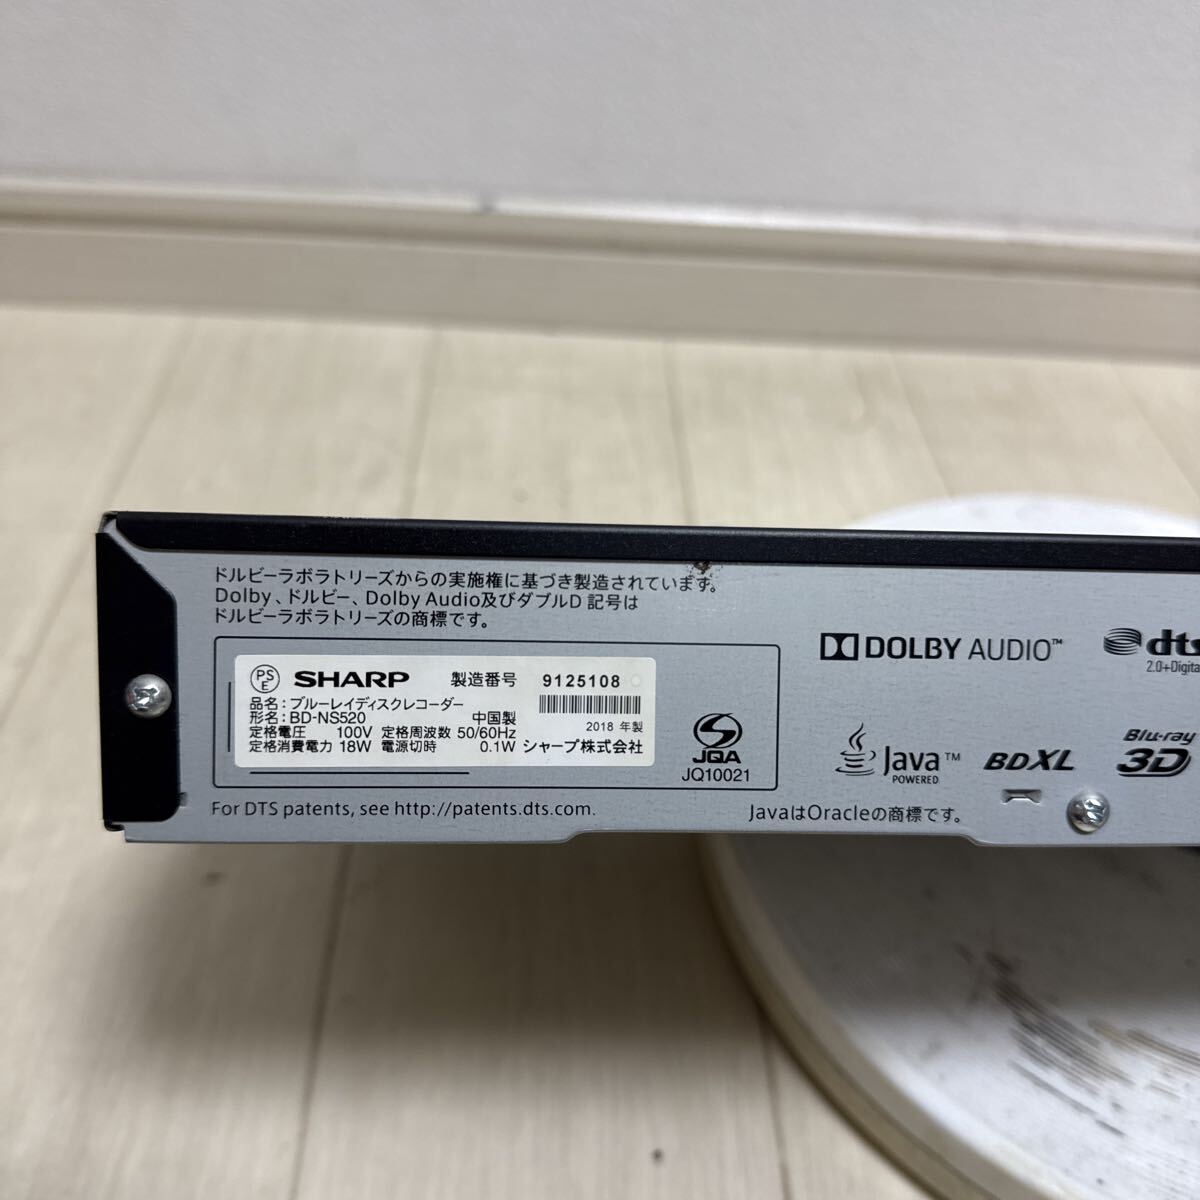 ドルビーラボラトリーズからの実施権に基づき製造されています。
Dolby、ドルビー、Dolby Audio及びダブルD 記号は
ドルビーラボラトリーズの商標です。
PS E SHARP 製造番号 9125108
品名：ブルーレイディスクレコーダー
形名：BD-NS520 中国製 2018 年製
定格電圧 100V 定格周波数 50/60Hz
定格消費電力 18W 電源切時 0.1W シャープ株式会社
JQA
JQ10021
DOLBY AUDIO™
dts
2.0+Digital
Java™
POWERED
BDXL
Blu-ray
3D
For DTS patents, see http://patents.dts.com.
JavaはOracleの商標です。